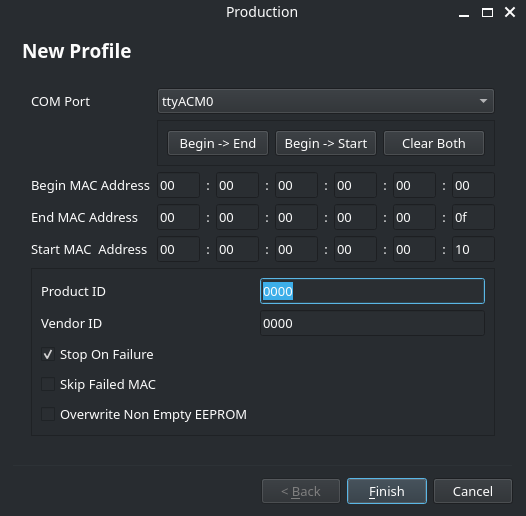 Production
New Profile
COM Port ttyACM0
Begin -> End Begin -> Start Clear Both
Begin MAC Address 00 : 00 : 00 : 00 : 00 : 00
End MAC Address 00 : 00 : 00 : 00 : 00 : 0f
Start MAC  Address 00 : 00 : 00 : 00 : 00 : 10
Product ID 0000
Vendor ID 0000
Stop On Failure
Skip Failed MAC
Overwrite Non Empty EEPROM
< Back Finish Cancel